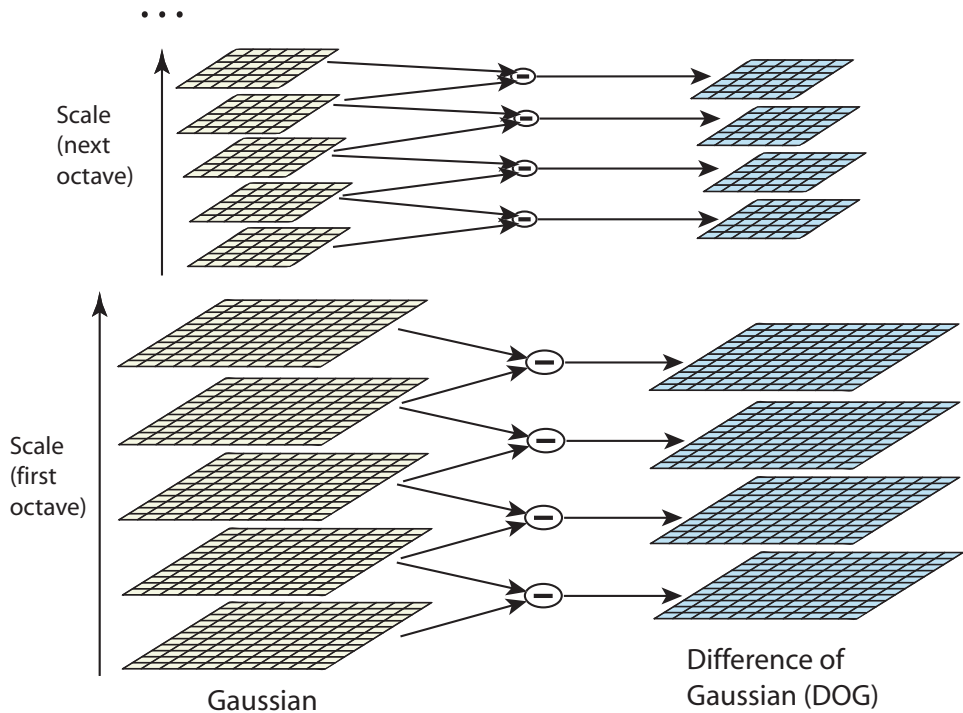 ...
Scale
(next
octave)
Scale
(first
octave)
Gaussian
Difference of
Gaussian (DOG)